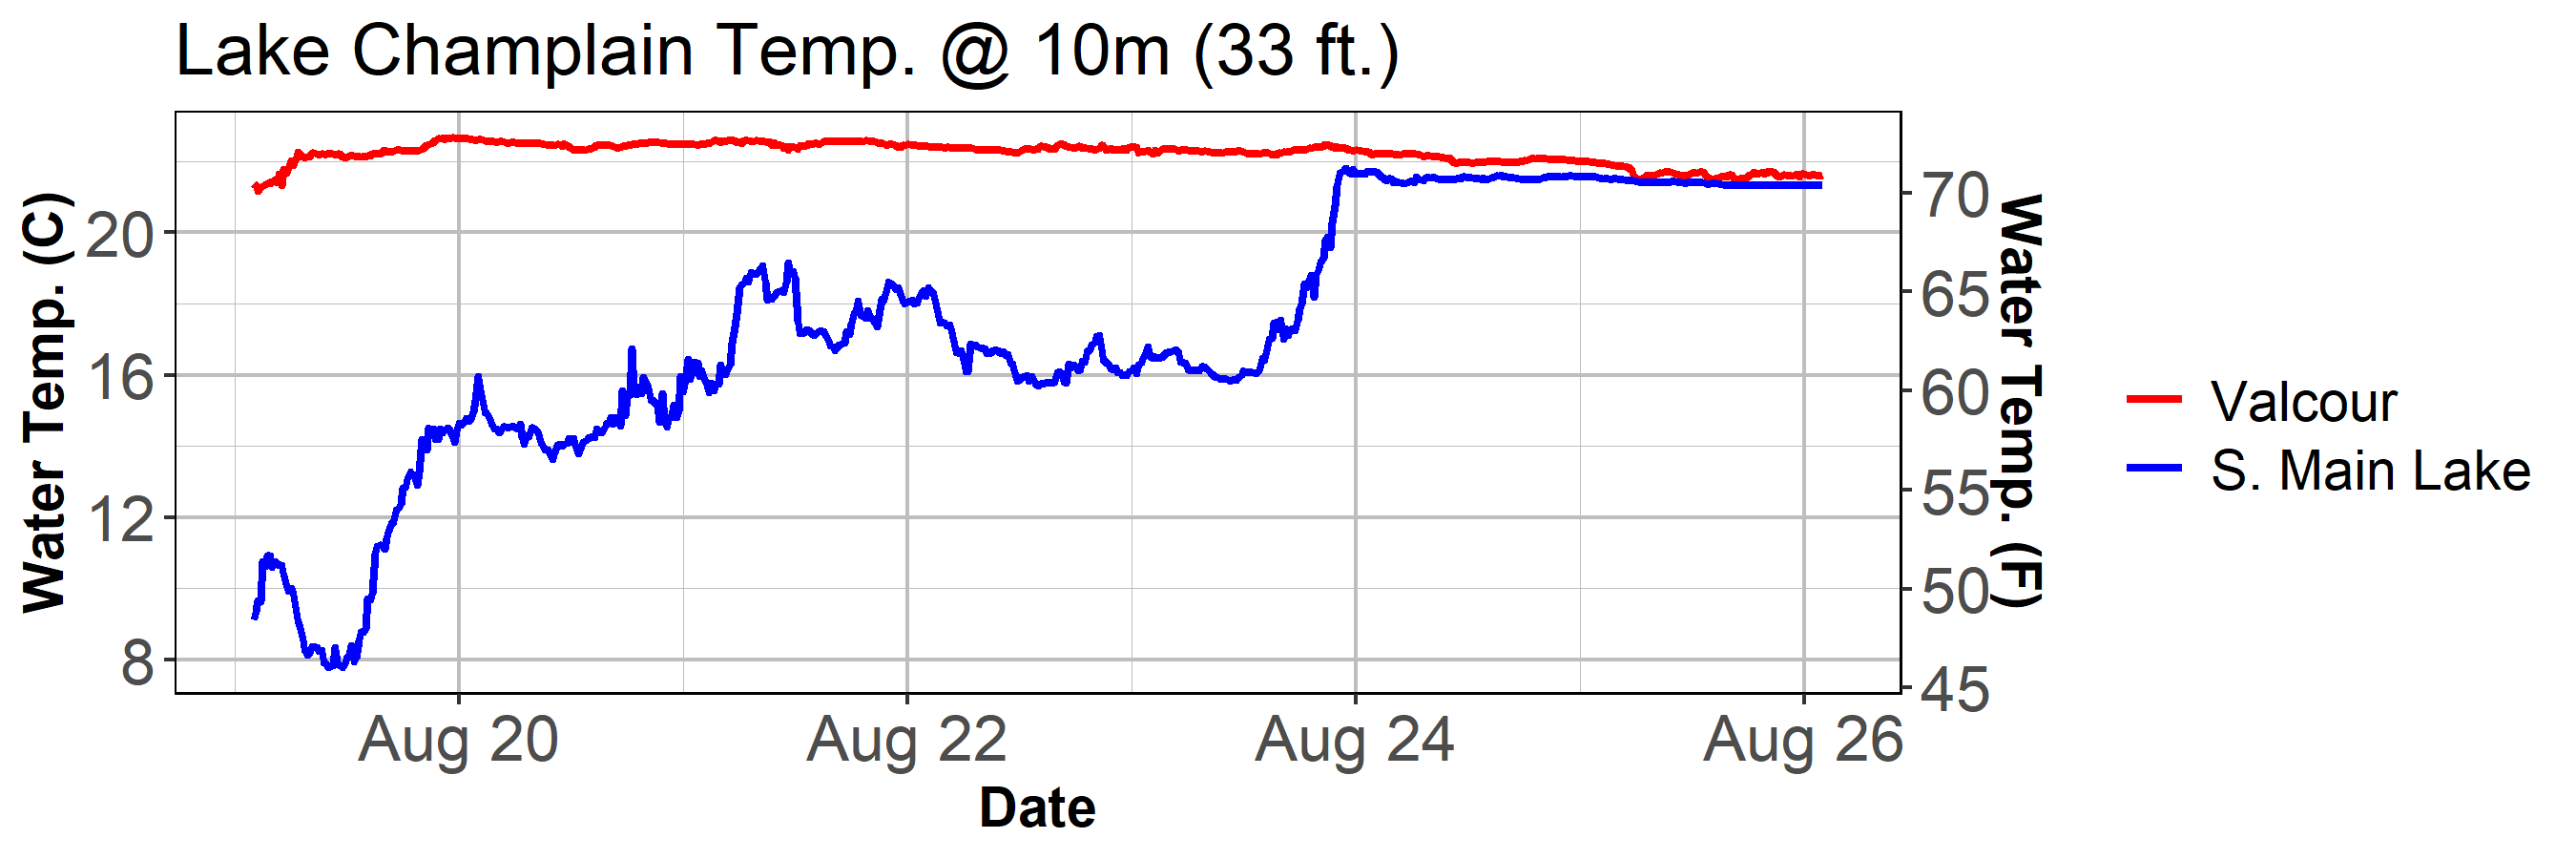 Lake Champlain Temp. @ 10m (33 ft.)
Water Temp. (C)
20
16
12
8
70
65
60
55
50
45
Water Temp. (F)
Aug 20
Aug 22
Aug 24
Aug 26
Date
Valcour
S. Main Lake